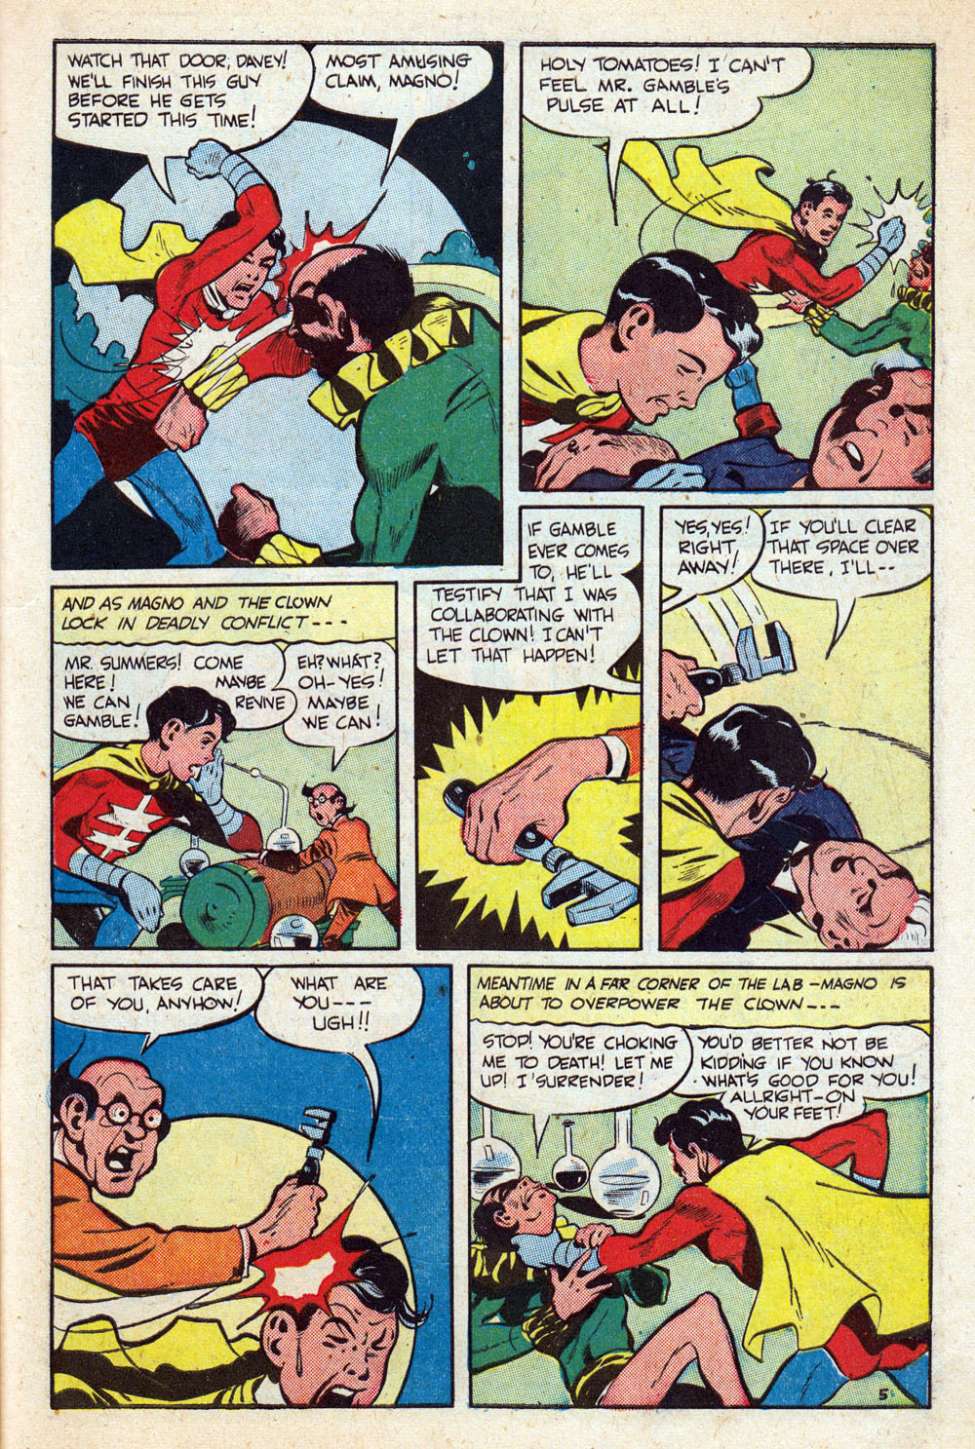 WATCH THAT DOOR, DAVEY!
WE'LL FINISH THIS GUY
BEFORE HE GETS
STARTED THIS TIME!
MOST AMUSING
CLAIM, MAGNO!
HOLY TOMATOES! I CAN'T
FEEL MR. GAMBLE'S
PULSE AT ALL!
AND AS MAGNO AND THE CLOWN
LOCK IN DEADLY CONFLICT---
MR. SUMMERS! COME
HERE! MAYBE
WE CAN REVIVE
GAMBLE!
EH? WHAT?
OH-YES!
MAYBE
WE CAN!
IF GAMBLE
EVER COMES
TO, HE'LL
TESTIFY THAT I WAS
COLLABORATING WITH
THE CLOWN! I CAN'T
LET THAT HAPPEN!
YES, YES!
RIGHT
AWAY!
IF YOU'LL CLEAR
THAT SPACE OVER
THERE, I'LL--
THAT TAKES CARE
OF YOU, ANYHOW!
WHAT ARE
YOU---
UGH!!
MEANTIME IN A FAR CORNER OF THE LAB-MAGNO IS
ABOUT TO OVERPOWER THE CLOWN---
STOP! YOU'RE CHOKING
ME TO DEATH! LET ME
UP! I SURRENDER!
YOU'D BETTER NOT BE
KIDDING IF YOU KNOW
WHAT'S GOOD FOR YOU!
ALLRIGHT-ON
YOUR FEET!
5